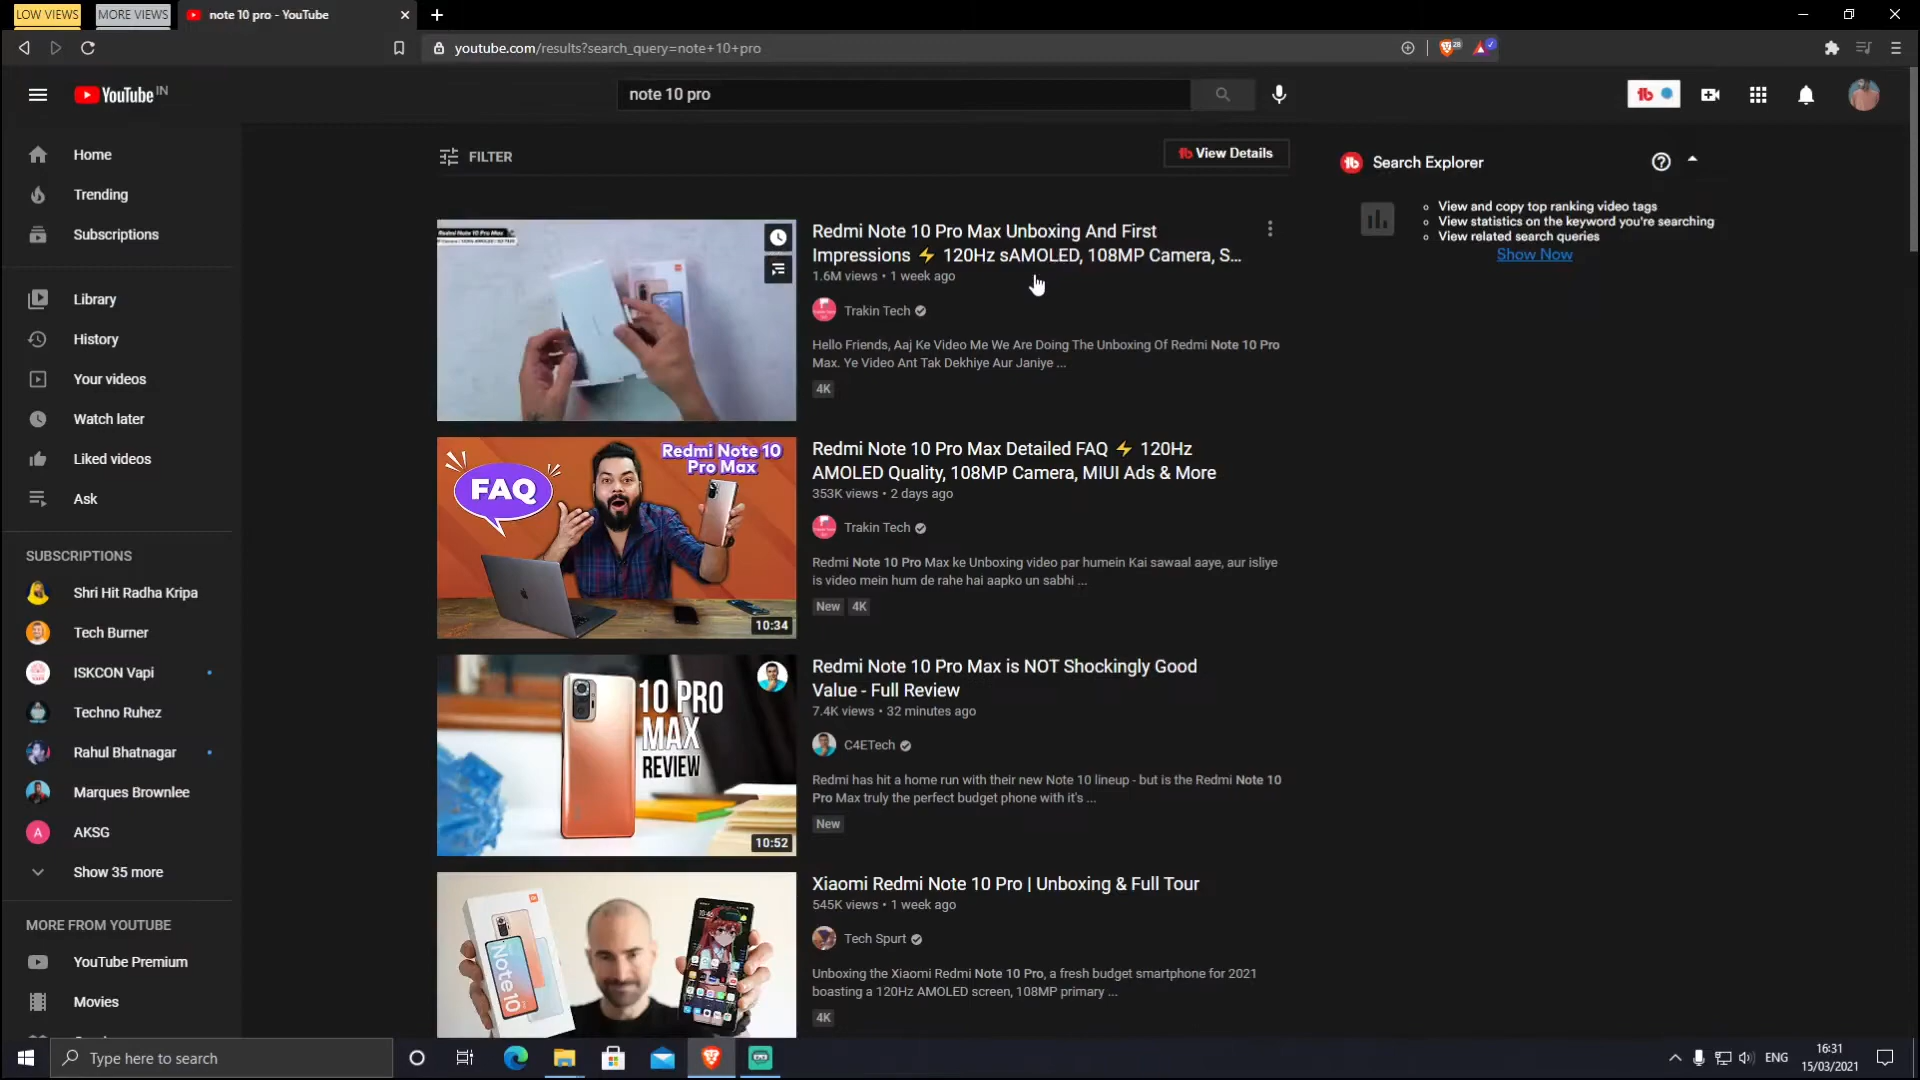 LOW VIEWS
MORE VIEWS
note 10 pro - YouTube
youtube.com/results?search_query=note+10+pro
28
YouTube IN
note 10 pro
Home
Trending
Subscriptions
Library
History
Your videos
Watch later
Liked videos
Ask
SUBSCRIPTIONS
Shri Hit Radha Kripa
Tech Burner
ISKCON Vapi
Techno Ruhez
Rahul Bhatnagar
Marques Brownlee
A
AKSG
Show 35 more
MORE FROM YOUTUBE
YouTube Premium
Movies
FILTER
View Details
Redmi Note 10 Pro Max
Redmi Note 10 Pro Max Unboxing And First
Impressions ⚡ 120Hz sAMOLED, 108MP Camera, S...
1.6M views • 1 week ago
Trakin Tech
Hello Friends, Aaj Ke Video Me We Are Doing The Unboxing Of Redmi Note 10 Pro
Max. Ye Video Ant Tak Dekhiye Aur Janiye ...
4K
Redmi Note 10
Pro Max
FAQ
10:34
Redmi Note 10 Pro Max Detailed FAQ ⚡ 120Hz
AMOLED Quality, 108MP Camera, MIUI Ads & More
353K views • 2 days ago
Trakin Tech
Redmi Note 10 Pro Max ke Unboxing video par humein Kai sawaal aaye, aur isliye
is video mein hum de rahe hai aapko un sabhi ...
New 4K
10 PRO
MAX
REVIEW
10:52
Redmi Note 10 Pro Max is NOT Shockingly Good
Value - Full Review
7.4K views • 32 minutes ago
C4ETech
Redmi has hit a home run with their new Note 10 lineup - but is the Redmi Note 10
Pro Max truly the perfect budget phone with it's ...
New
Note10
Xiaomi Redmi Note 10 Pro | Unboxing & Full Tour
545K views • 1 week ago
Tech Spurt
Unboxing the Xiaomi Redmi Note 10 Pro, a fresh budget smartphone for 2021
boasting a 120Hz AMOLED screen, 108MP primary ...
4K
Search Explorer
View and copy top ranking video tags
View statistics on the keyword you're searching
View related search queries
Show Now
Type here to search
ENG
16:31
15/03/2021